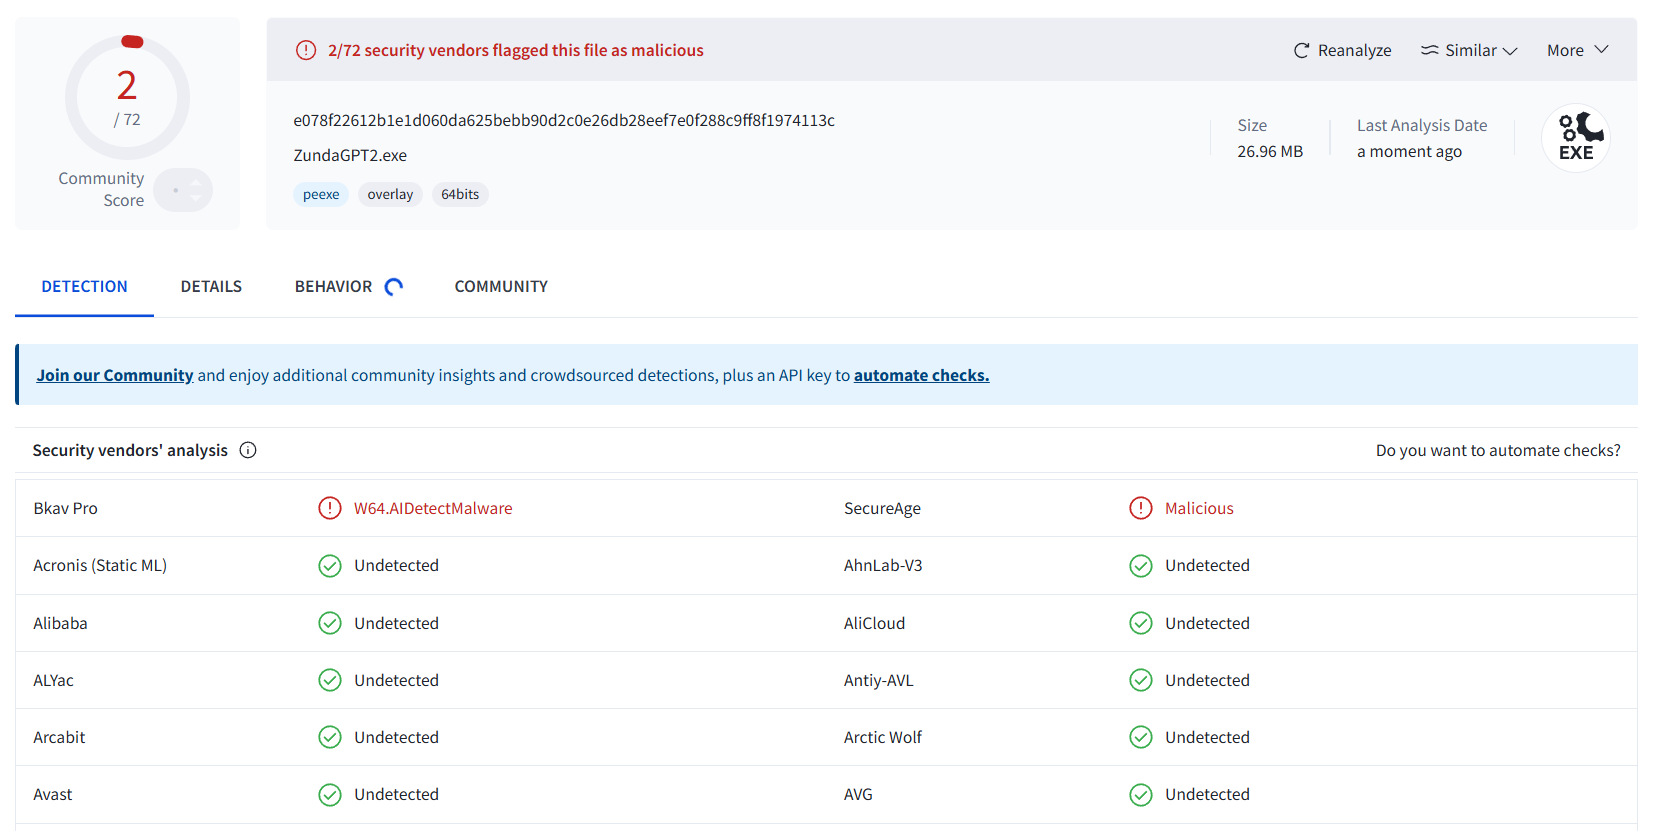 2
/ 72
Community
Score
2/72 security vendors flagged this file as malicious
Reanalyze
Similar
More
e078f22612b1e1d060da625bebb90d2c0e26db28eef7e0f288c9ff8f1974113c
ZundaGPT2.exe
peexe
overlay
64bits
Size
26.96 MB
Last Analysis Date
a moment ago
EXE
DETECTION
DETAILS
BEHAVIOR
COMMUNITY
Join our Community and enjoy additional community insights and crowdsourced detections, plus an API key to automate checks.
Security vendors' analysis
Do you want to automate checks?
Bkav Pro
W64.AIDetectMalware
SecureAge
Malicious
Acronis (Static ML)
Undetected
AhnLab-V3
Undetected
Alibaba
Undetected
AliCloud
Undetected
ALYac
Undetected
Antiy-AVL
Undetected
Arcabit
Undetected
Arctic Wolf
Undetected
Avast
Undetected
AVG
Undetected